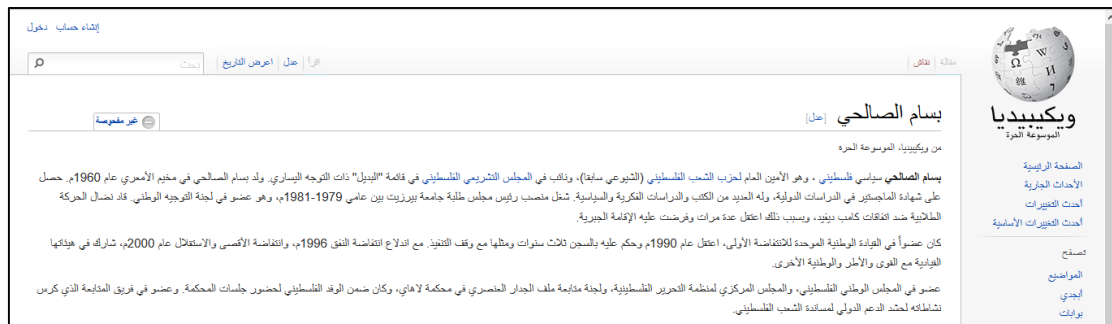 إنشاء حساب دخول
مقالة نقاش
اقرأ عدل اعرض التاريخ
بحث
ويكيبيديا
الموسوعة الحرة
بسام الصالحي [عدل]
غير مفحوصة
من ويكيبيديا، الموسوعة الحرة
بسام الصالحي سياسي فلسطيني ، وهو الأمين العام لحزب الشعب الفلسطيني (الشيوعي سابقا)، ونائب في المجلس التشريعي الفلسطيني في قائمة "البديل" ذات التوجه اليساري. ولد بسام الصالحي في مخيم الأمعري عام 1960م. حصل
على شهادة الماجستير في الدراسات الدولية، وله العديد من الكتب والدراسات الفكرية والسياسية. شغل منصب رئيس مجلس طلبة جامعة بيرزيت بين عامي 1979-1981م، وهو عضو في لجنة التوجيه الوطني. قاد نضال الحركة
الطلابية ضد اتفاقات كامب ديفيد، وبسبب ذلك اعتقل عدة مرات وفرضت عليه الإقامة الجبرية.
كان عضواً في القيادة الوطنية الموحدة للانتفاضة الأولى، اعتقل عام 1990م وحكم عليه بالسجن ثلاث سنوات ومثلها مع وقف التنفيذ. مع اندلاع انتفاضة النفق 1996م، وانتفاضة الأقصى والاستقلال عام 2000م، شارك في هيئاتها
القيادية مع القوى والأطر والوطنية الأخرى.
عضو في المجلس الوطني الفلسطيني، والمجلس المركزي لمنظمة التحرير الفلسطينية، ولجنة متابعة ملف الجدار العنصري في محكمة لاهاي، وكان ضمن الوفد الفلسطيني لحضور جلسات المحكمة. وعضو في فريق المتابعة الذي كرس
نشاطاته لحشد الدعم الدولي لمساندة الشعب الفلسطيني.
الصفحة الرئيسية
الأحداث الجارية
أحدث التغييرات
أحدث التغييرات الأساسية
تصفح
المواضيع
أبجدي
بوابات